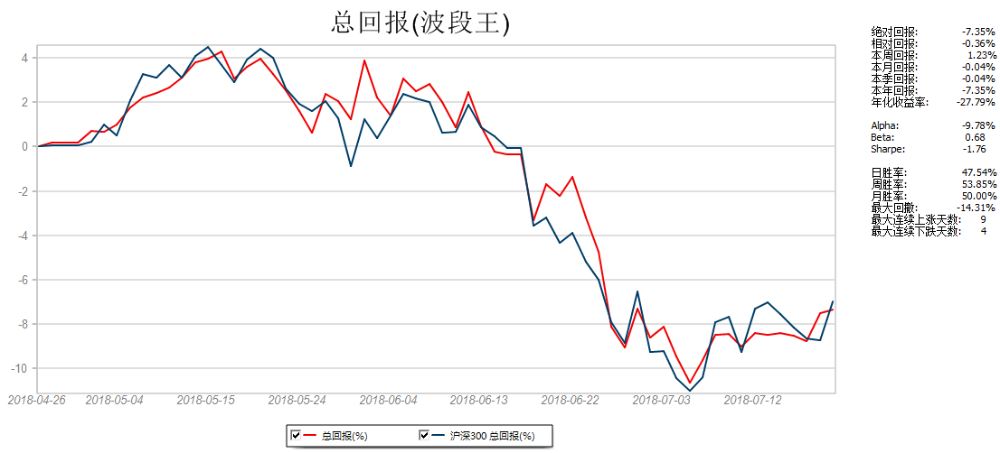 总回报(波段王)
4
2
0
-2
-4
-6
-8
-10
2018-04-26 2018-05-04 2018-05-15 2018-05-24 2018-06-04 2018-06-13 2018-06-22 2018-07-03 2018-07-12
总回报(%) 沪深300 总回报(%)
绝对回报: -7.35%
相对回报: -0.36%
本周回报: 1.23%
本月回报: -0.04%
本季回报: -0.04%
本年回报: -7.35%
年化收益率: -27.79%
Alpha: -9.78%
Beta: 0.68
Sharpe: -1.76
日胜率: 47.54%
周胜率: 53.85%
月胜率: 50.00%
最大回撤: -14.31%
最大连续上涨天数: 9
最大连续下跌天数: 4